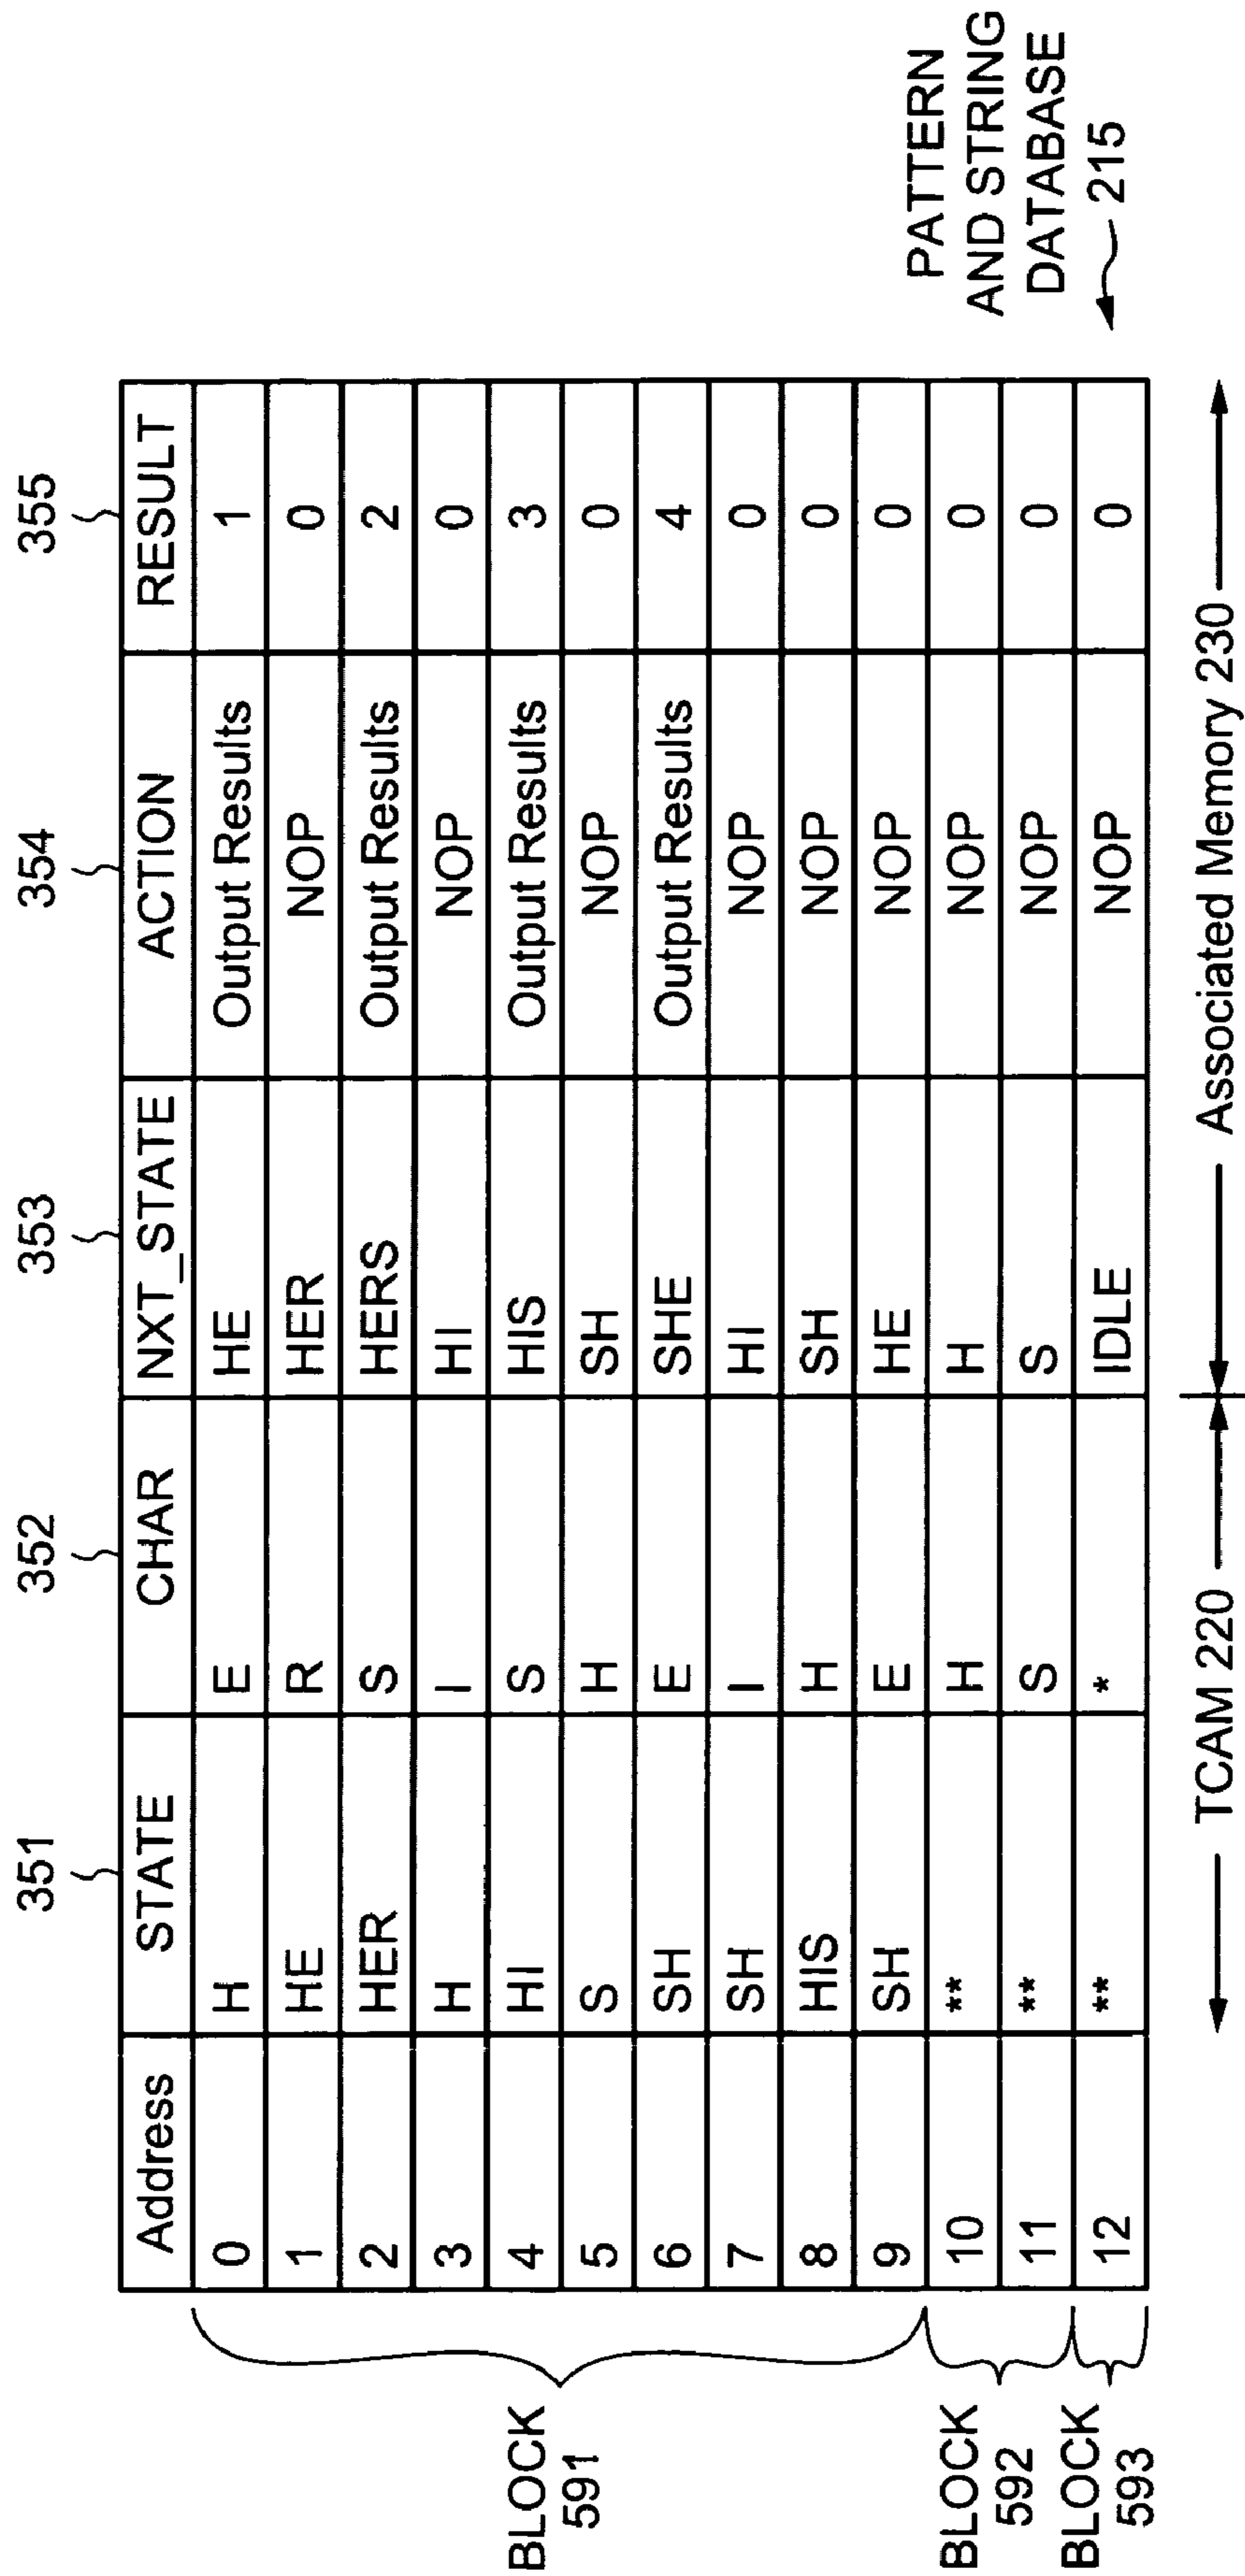 351 352 353 354 355
Address STATE CHAR NXT_STATE ACTION RESULT
0 H E HE Output Results 1
1 HE R HER NOP 0
2 HER S HERS Output Results 2
3 H I HI NOP 0
4 HI S HIS Output Results 3
5 S H SH NOP 0
6 SH E SHE Output Results 4
7 SH I HI NOP 0
8 HIS H SH NOP 0
9 SH E HE NOP 0
10 ** H H NOP 0
11 ** S S NOP 0
12 ** * IDLE NOP 0
BLOCK
591
BLOCK
592
BLOCK
593
TCAM 220
Associated Memory 230
PATTERN
AND STRING
DATABASE
215